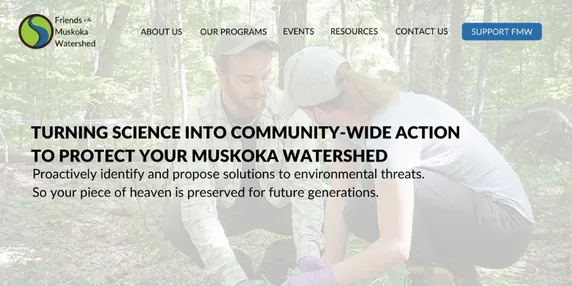 Friends of the
Muskoka
Watershed
ABOUT US
OUR PROGRAMS
EVENTS
RESOURCES
CONTACT US
SUPPORT FMW
TURNING SCIENCE INTO COMMUNITY-WIDE ACTION
TO PROTECT YOUR MUSKOKA WATERSHED
Proactively identify and propose solutions to environmental threats.
So your piece of heaven is preserved for future generations.